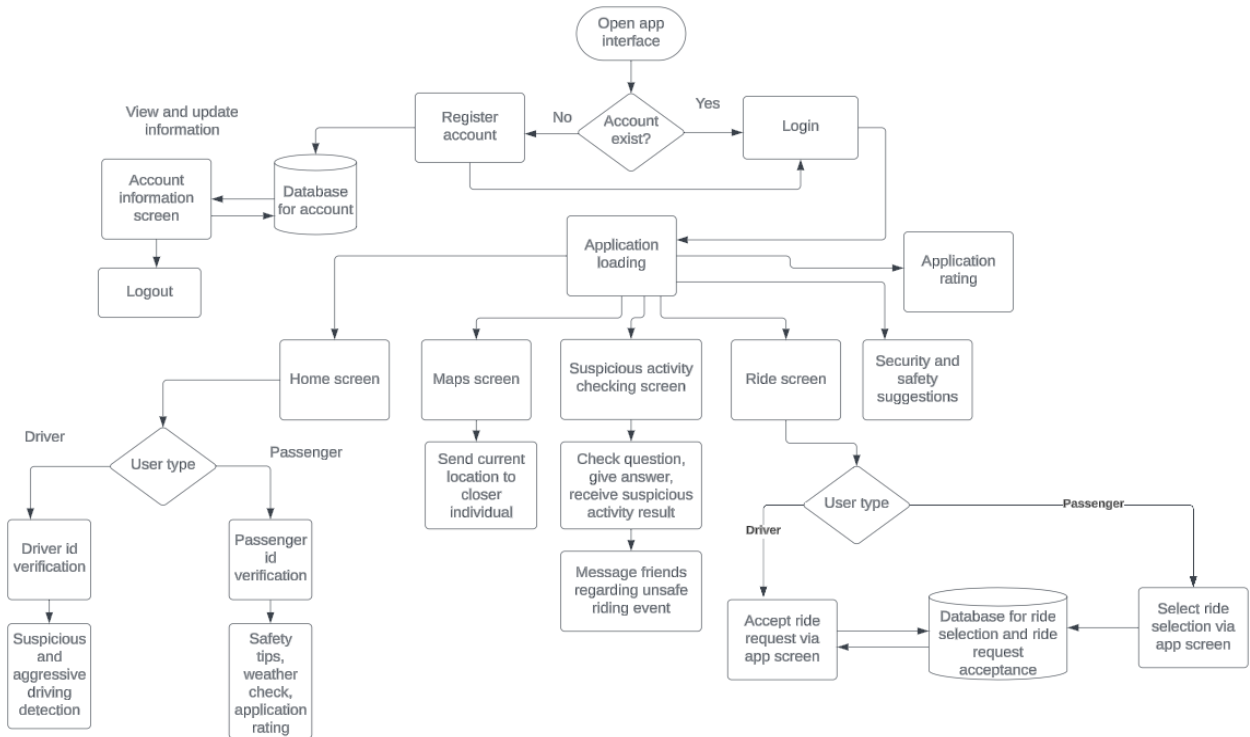 Open app
interface
Account
exist?
No
Yes
Register
account
Login
View and update
information
Account
information
screen
Database
for account
Logout
Application
loading
Application
rating
Home screen
Maps screen
Suspicious activity
checking screen
Ride screen
Security and
safety
suggestions
Driver
User type
Passenger
Send current
location to
closer
individual
Check question,
give answer,
receive suspicious
activity result
User type
Driver
Passenger
Driver id
verification
Passenger
id
verification
Message friends
regarding unsafe
riding event
Accept ride
request via
app screen
Database for ride
selection and ride
request
acceptance
Select ride
selection via
app screen
Suspicious
and
aggressive
driving
detection
Safety
tips,
weather
check,
application
rating